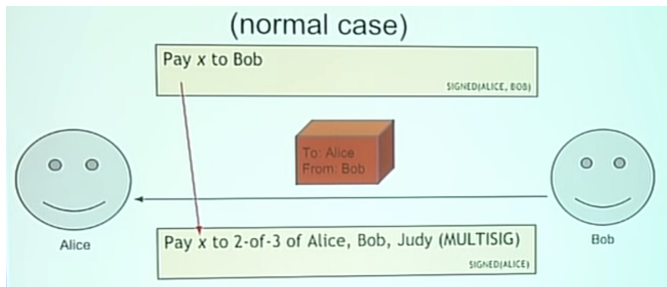 (normal case)
Pay x to Bob
SIGNED(ALICE, BOB)
To: Alice
From: Bob
Alice
Bob
Pay x to 2-of-3 of Alice, Bob, Judy (MULTISIG)
SIGNED(ALICE)